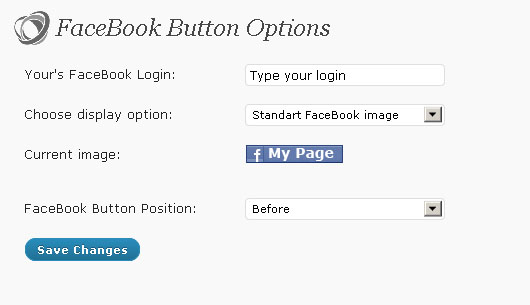 FaceBook Button Options
Your's FaceBook Login: Type your login
Choose display option: Standart FaceBook image
Current image: f My Page
FaceBook Button Position: Before
Save Changes